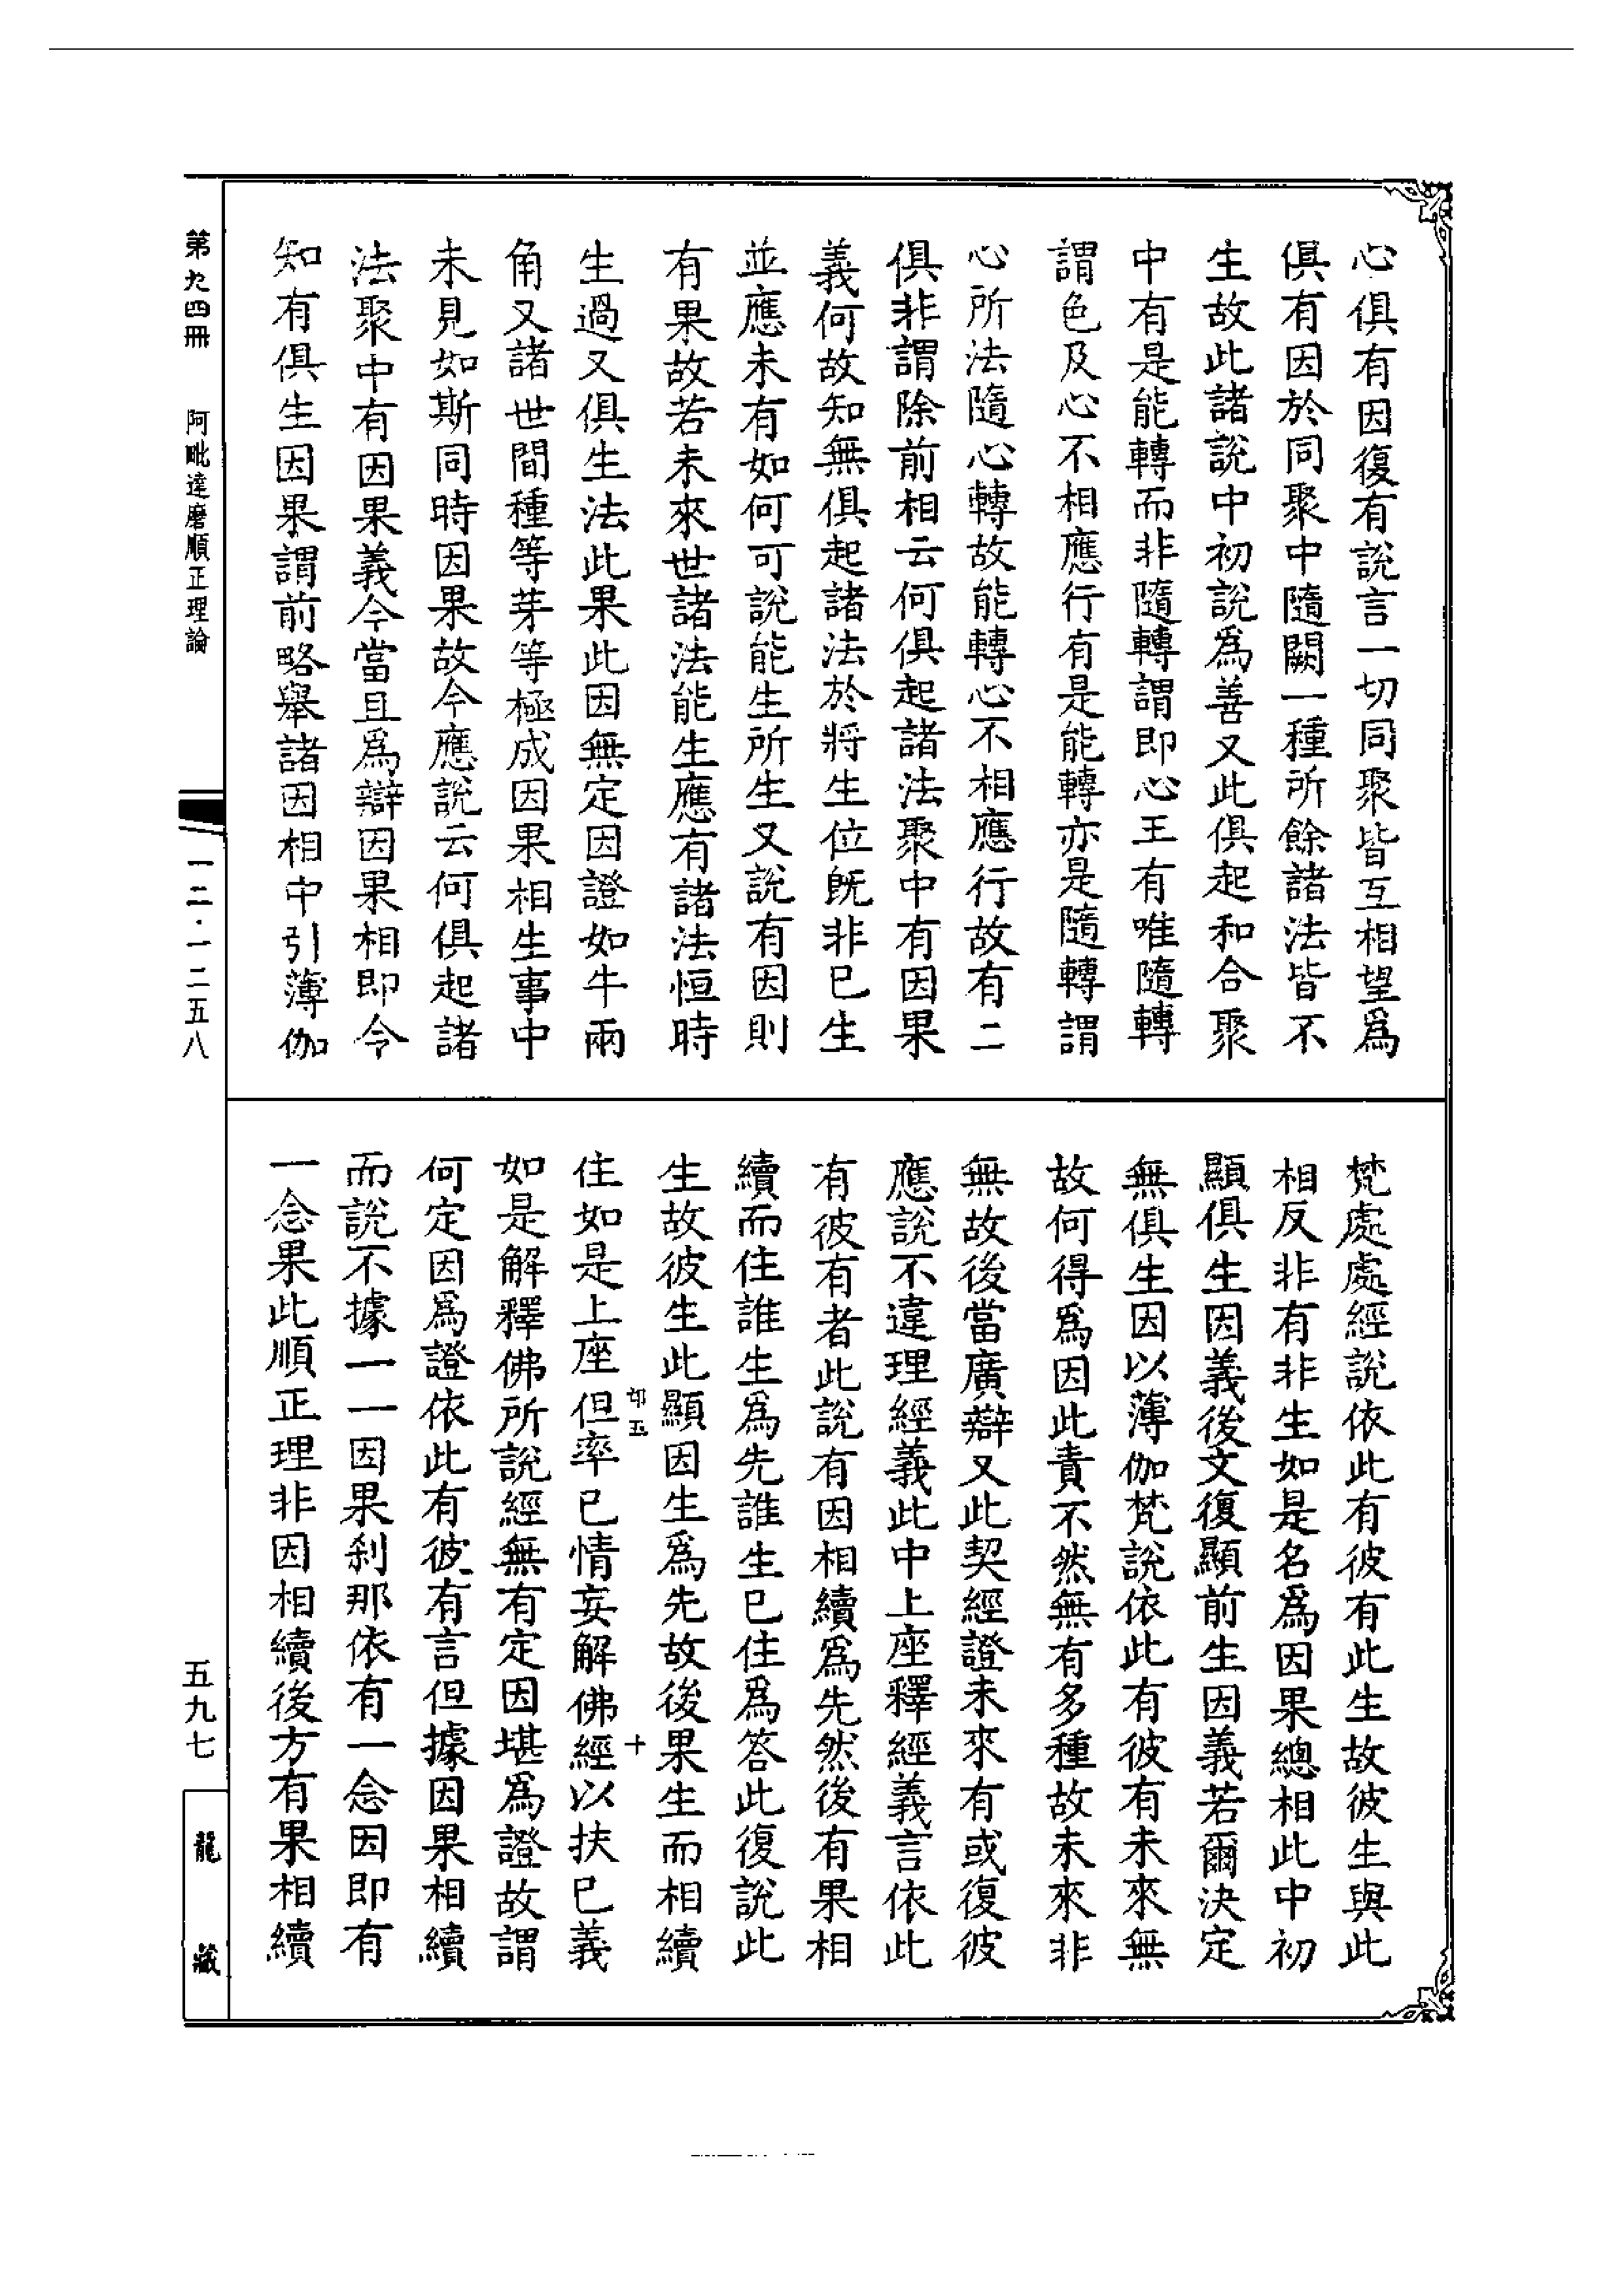 心俱有因復有說言一切同聚皆互相望爲
俱有因於同聚中隨闕一種所餘諸法皆不
生故此諸說中初說爲善又此俱起和合聚
中有是能轉而非隨轉謂即心王有唯隨轉
謂色及心不相應行有是能轉亦是隨轉謂
心所法隨心轉故能轉心不相應行故有二
俱非謂除前相云何俱起諸法聚中有因果
義何故知無俱起諸法於將生位旣非已生
並應未有如何可說能生所生又說有因則
有果故若未來世諸法能生應有諸法恒時
生過又俱生法此果此因無定因證如牛兩
角又諸世間種等芽等極成因果相生事中
未見如斯同時因果故今應說云何俱起諸
法聚中有因果義今當且爲辯因果相即今
知有俱生因果謂前略舉諸因相中引薄伽
梵處處經說依此有彼有此生故彼生與此
相反非有非生如是名爲因果總相此中初
顯俱生因義後文復顯前生因義若爾決定
無俱生因以薄伽梵說依此有彼有未來無
故何得爲因此責不然無有多種故未來非
無故後當廣辯又此契經證未來有或復彼
應說不違理經義此中上座釋經義言依此
有彼有者此說有因相續爲先然後有果相
續而住誰生爲先誰生已住爲答此復說此
生故彼生此顯因生爲先故後果生而相續
住如是上座但率己情妄解佛經以扶己義
如是解釋佛所說經無有定因堪爲證故謂
何定因爲證依此有彼有言但據因果相續
而說不據一一因果刹那依有一念因即有
一念果此順正理非因相續後方有果相續
邙五
十
第九四冊 阿毗達磨順正理論
一二·一二五八
五九七
龍藏